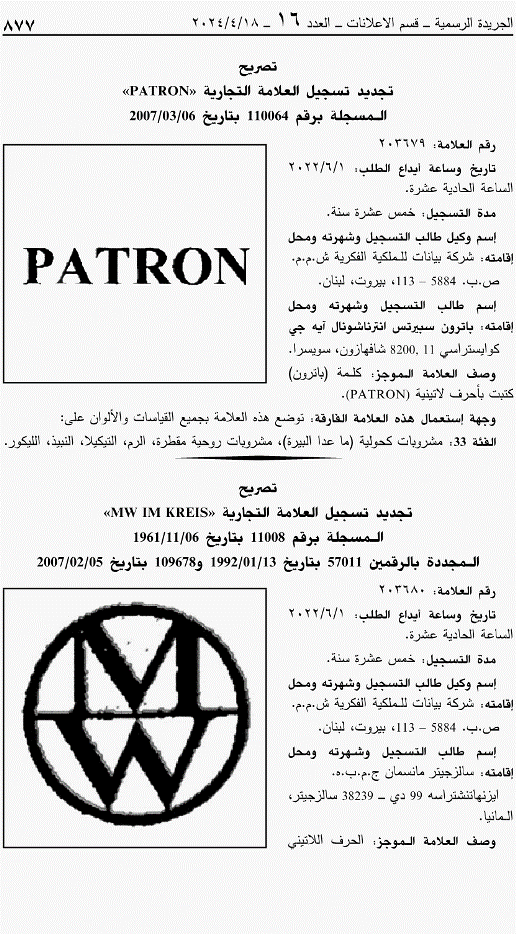 الجريدة الرسمية ــ قسم الاعلانات ــ العدد ١٦ ــ ٢٠٢٤/٤/١٨ ٨٧٧
تصريح
تجديد تسجيل العلامة التجارية «PATRON»
المسجلة برقم 110064 بتاريخ 2007/03/06
رقم العلامة: ٢٠٣٦٧٩
تاريخ وساعة أيداع الطلب: ٢٠٢٢/٦/١
الساعة الحادية عشرة.
مدة التسجيل: خمس عشرة سنة.
إسم وكيل طالب التسجيل وشهرته ومحل
إقامته: شركة بيانات للملكية الفكرية ش.م.م.
ص.ب. 5884 – 113، بيروت، لبنان.
إسم طالب التسجيل وشهرته ومحل
إقامته: باترون سبيرتس انترناشونال آيه جي
كوايستراسي 11 ,8200 شافهازون، سويسرا.
وصف العلامة الموجز: كلمة (باترون)
كتبت بأحرف لاتينية (PATRON).
PATRON
وجهة إستعمال هذه العلامة الفارقة: توضع هذه العلامة بجميع القياسات والألوان على:
الفئة 33: مشروبات كحولية (ما عدا البيرة)، مشروبات روحية مقطرة، الرم، التيكيلا، النبيذ، الليكور.
تصريح
تجديد تسجيل العلامة التجارية «MW IM KREIS»
المسجلة برقم 11008 بتاريخ 1961/11/06
المجددة بالرقمين 57011 بتاريخ 1992/01/13 و109678 بتاريخ 2007/02/05
رقم العلامة: ٢٠٣٦٨٠
تاريخ وساعة أيداع الطلب: ٢٠٢٢/٦/١
الساعة الحادية عشرة.
مدة التسجيل: خمس عشرة سنة.
إسم وكيل طالب التسجيل وشهرته ومحل
إقامته: شركة بيانات للملكية الفكرية ش.م.م.
ص.ب. 5884 – 113، بيروت، لبنان.
إسم طالب التسجيل وشهرته ومحل
إقامته: سالزجيتر مانسمان ج.م.ب.ه.
ايزنهاتنشتراسه 99 دي ــ 38239 سالزجيتر،
المانيا.
وصف العلامة الموجز: الحرف اللاتيني
M
W